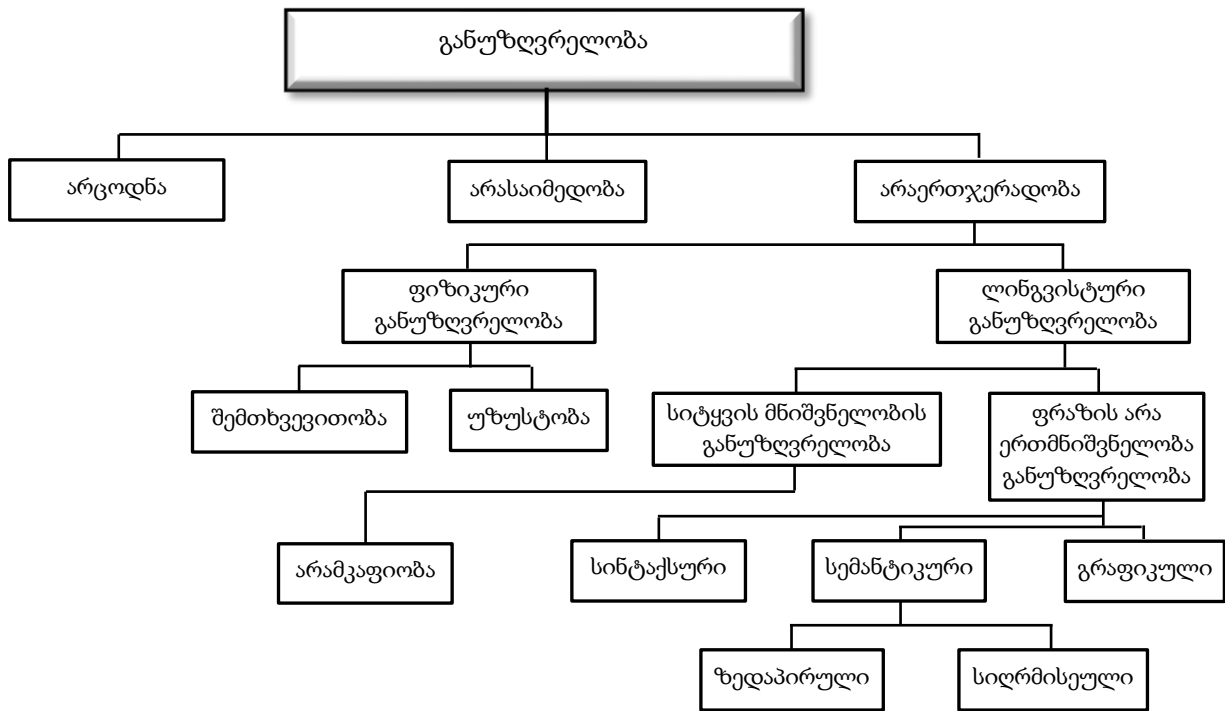 განუზღვრელობა
არცოდნა
არასაიმედობა
არაერთჯერადობა
ფიზიკური
განუზღვრელობა
ლინგვისტური
განუზღვრელობა
შემთხვევითობა
უზუსტობა
სიტყვის მნიშვნელობის
განუზღვრელობა
ფრაზის არა
ერთმნიშვნელობა
განუზღვრელობა
არამკაფიობა
სინტაქსური
სემანტიკური
გრაფიკული
ზედაპირული
სიღრმისეული